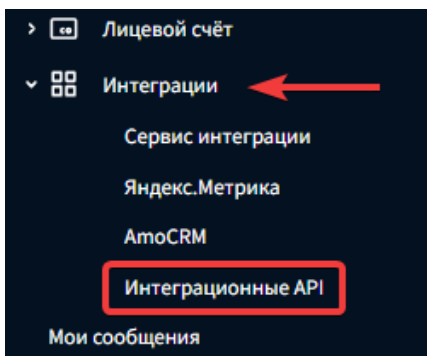 Лицевой счёт
Интеграции
Сервис интеграции
Яндекс.Метрика
AmoCRM
Интеграционные API
Мои сообщения